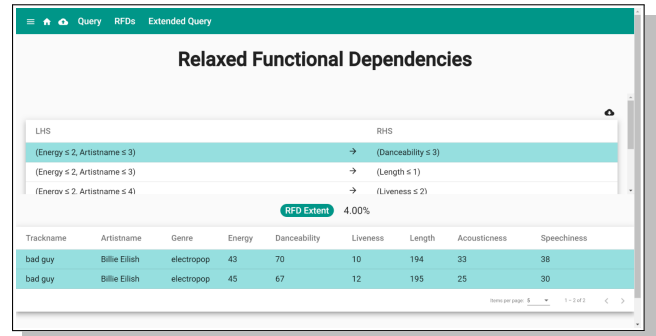 Query RFDs Extended Query
Relaxed Functional Dependencies
LHS RHS
(Energy ≤ 2, Artistname ≤ 3) → (Danceability ≤ 3)
(Energy ≤ 2, Artistname ≤ 3) → (Length ≤ 1)
(Energy ≤ 2, Artistname ≤ 4) → (Liveness ≤ 2)
RFD Extent 4.00%
Trackname Artistname Genre Energy Danceability Liveness Length Acousticness Speechiness
bad guy Billie Eilish electropop 43 70 10 194 33 38
bad guy Billie Eilish electropop 45 67 12 195 25 30
Items per page: 5 1 – 2 of 2